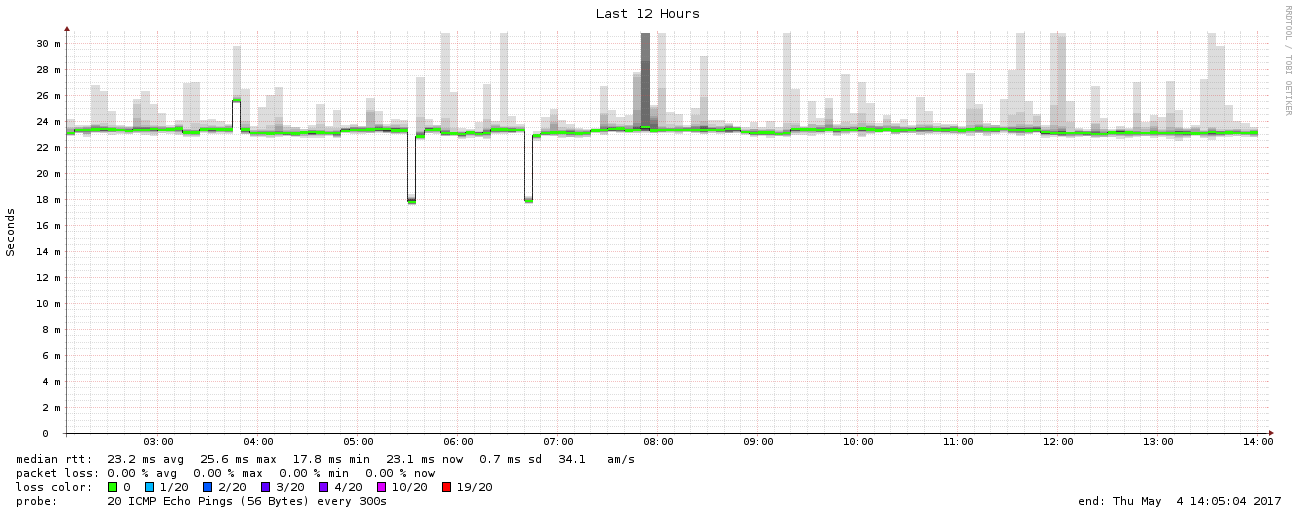 Last 12 Hours
RRDTOOL / TOBI OETIKER
Seconds
30 m
28 m
26 m
24 m
22 m
20 m
18 m
16 m
14 m
12 m
10 m
8 m
6 m
4 m
2 m
0
03:00 04:00 05:00 06:00 07:00 08:00 09:00 10:00 11:00 12:00 13:00 14:00
median rtt: 23.2 ms avg 25.6 ms max 17.8 ms min 23.1 ms now 0.7 ms sd 34.1 am/s
packet loss: 0.00 % avg 0.00 % max 0.00 % min 0.00 % now
loss color: 0 1/20 2/20 3/20 4/20 10/20 19/20
probe: 20 ICMP Echo Pings (56 Bytes) every 300s end: Thu May 4 14:05:04 2017